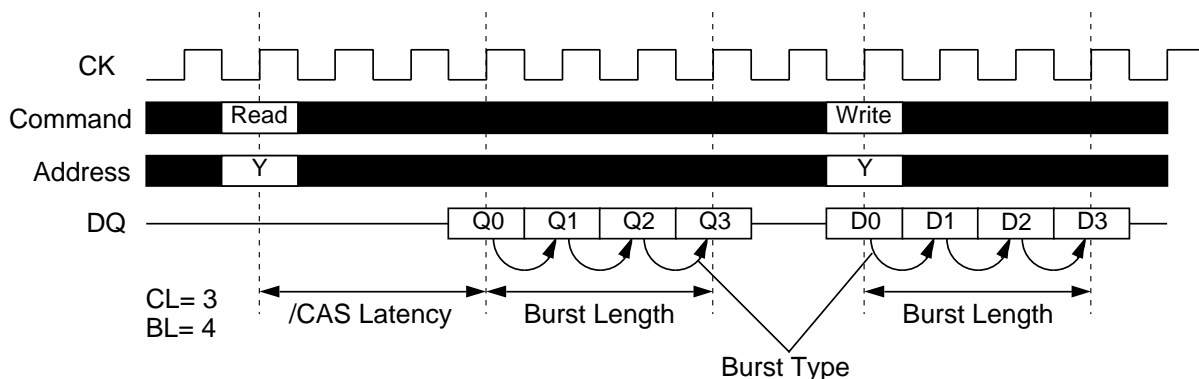 CK
Command Read Write
Address Y Y
DQ Q0 Q1 Q2 Q3 D0 D1 D2 D3
CL= 3 /CAS Latency Burst Length Burst Length
BL= 4
Burst Type